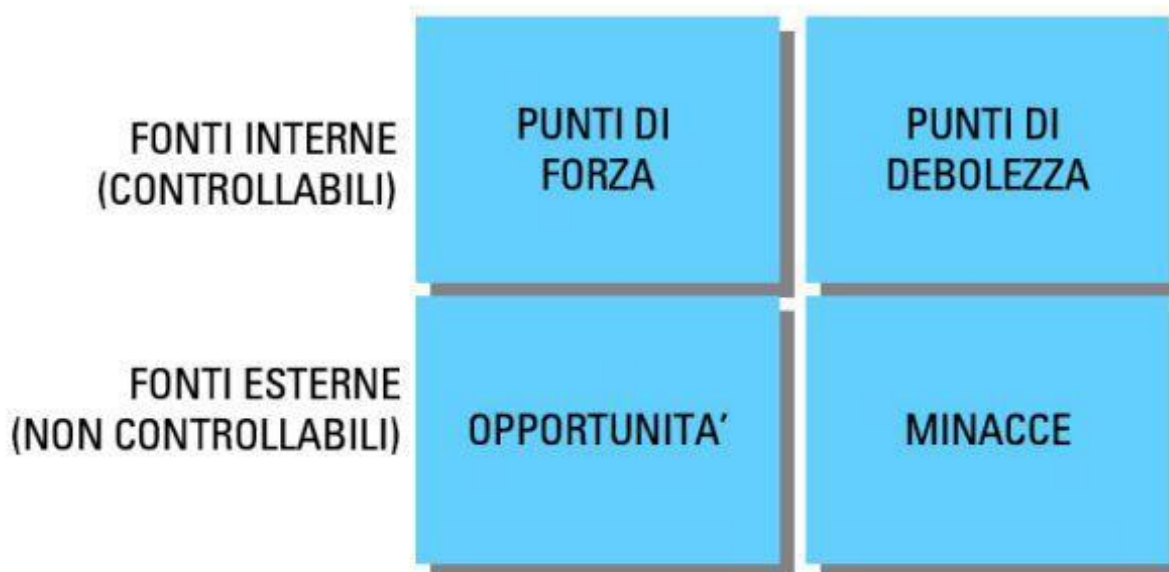 FONTI INTERNE
(CONTROLLABILI)
PUNTI DI
FORZA
PUNTI DI
DEBOLEZZA
FONTI ESTERNE
(NON CONTROLLABILI)
OPPORTUNITA’
MINACCE